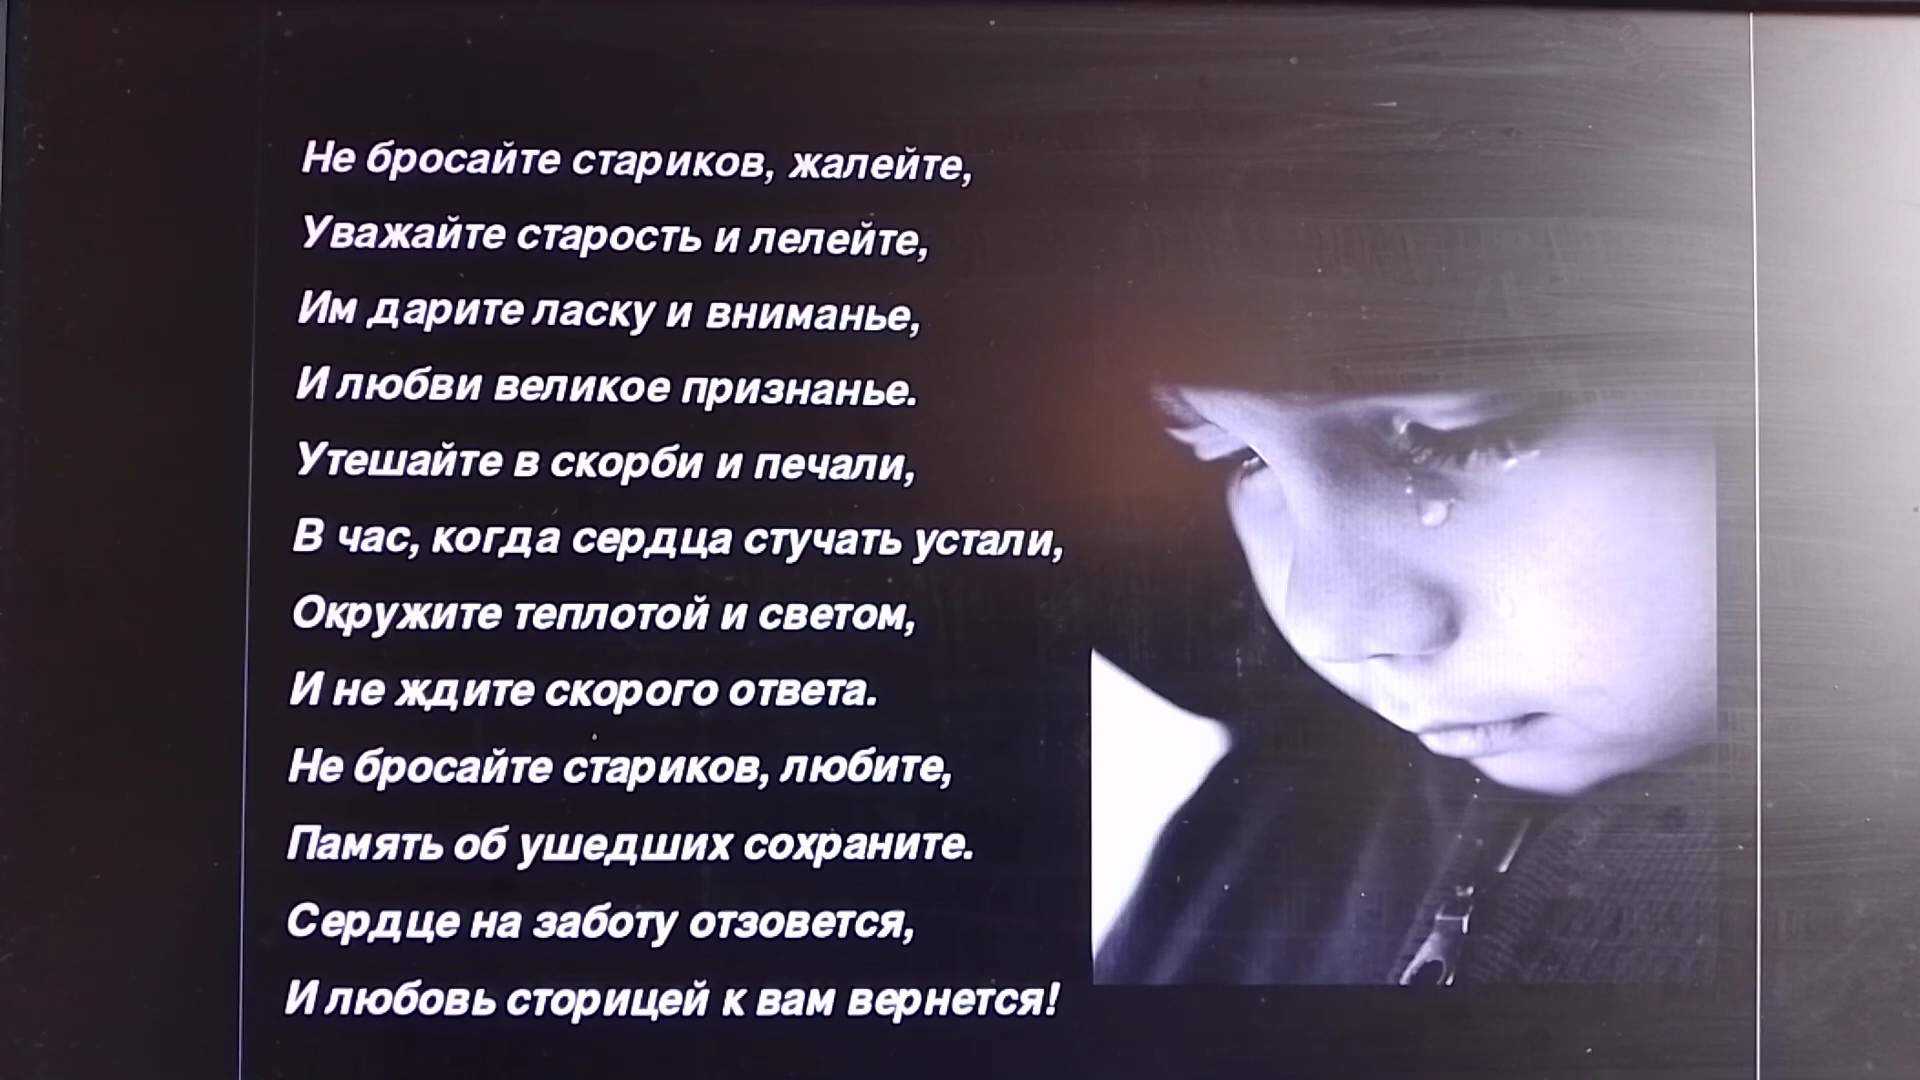 Не бросайте стариков, жалейте,
Уважайте старость и лелейте,
Им дарите ласку и вниманье,
И любви великое признанье.
Утешайте в скорби и печали,
В час, когда сердца стучать устали,
Окружите теплотой и светом,
И не ждите скорого ответа.
Не бросайте стариков, любите,
Память об ушедших сохраните.
Сердце на заботу отзовется,
И любовь сторицей к вам вернется!